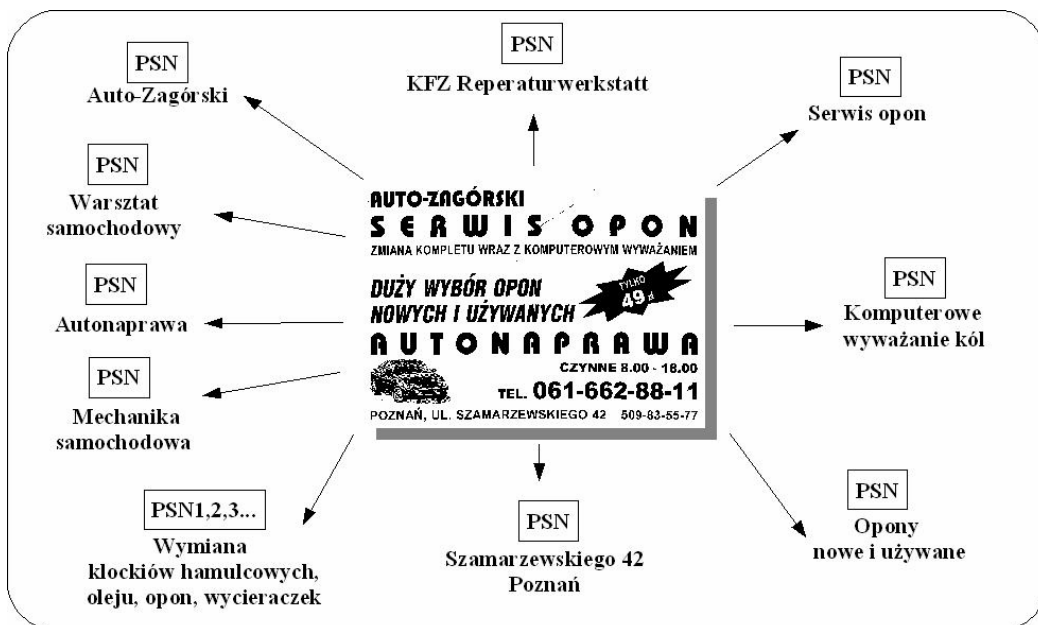 PSN
Auto-Zagórski
PSN
KFZ Reperaturwerkstatt
PSN
Serwis opon
PSN
Warsztat
samochodowy
PSN
Autonaprawa
PSN
Mechanika
samochodowa
PSN1,2,3...
Wymiana
klockiów hamulcowych,
oleju, opon, wycieraczek
AUTO-ZAGÓRSKI
SERWIS OPON
ZMIANA KOMPLETU WRAZ Z KOMPUTEROWYM WYWAŻANIEM
DUŻY WYBÓR OPON
NOWYCH I UŻYWANYCH
TYLKO
49 zł
AUTONAPRAWA
CZYNNE 8.00 - 18.00
TEL. 061-662-88-11
POZNAŃ, UL. SZAMARZEWSKIEGO 42 509-83-55-77
PSN
Komputerowe
wyważanie kól
PSN
Szamarzewskiego 42
Poznań
PSN
Opony
nowe i używane